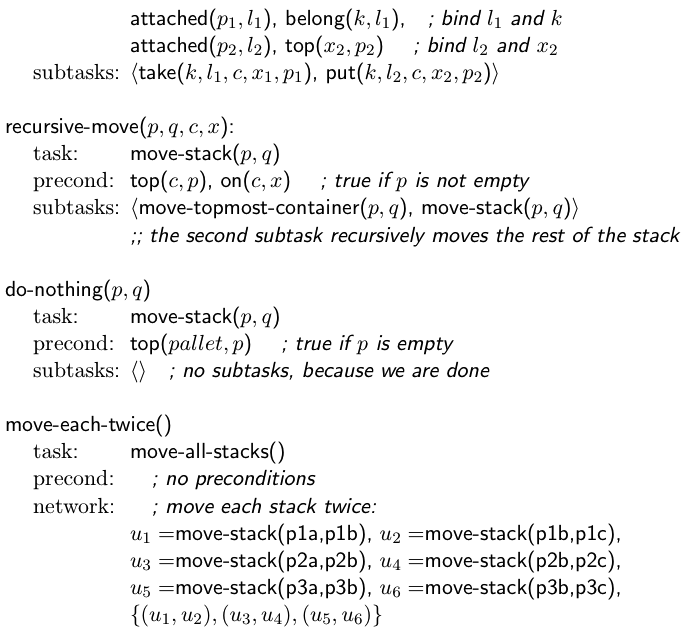 attached(p₁, l₁), belong(k, l₁), ; bind l₁ and k
attached(p₂, l₂), top(x₂, p₂) ; bind l₂ and x₂
subtasks: ⟨take(k, l₁, c, x₁, p₁), put(k, l₂, c, x₂, p₂)⟩
recursive-move(p, q, c, x):
task: move-stack(p, q)
precond: top(c, p), on(c, x) ; true if p is not empty
subtasks: ⟨move-topmost-container(p, q), move-stack(p, q)⟩
;; the second subtask recursively moves the rest of the stack
do-nothing(p, q)
task: move-stack(p, q)
precond: top(pallet, p) ; true if p is empty
subtasks: ⟨⟩ ; no subtasks, because we are done
move-each-twice()
task: move-all-stacks()
precond: ; no preconditions
network: ; move each stack twice:
u₁ =move-stack(p1a,p1b), u₂ =move-stack(p1b,p1c),
u₃ =move-stack(p2a,p2b), u₄ =move-stack(p2b,p2c),
u₅ =move-stack(p3a,p3b), u₆ =move-stack(p3b,p3c),
{(u₁, u₂), (u₃, u₄), (u₅, u₆)}